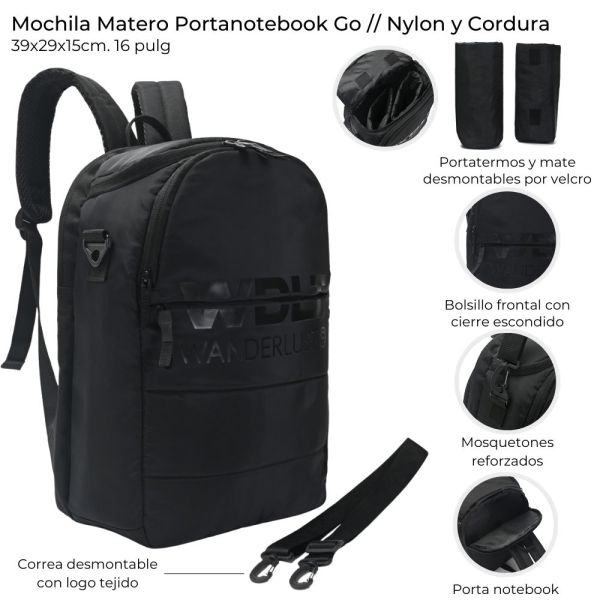 Mochila Matero Portanotebook Go // Nylon y Cordura
39x29x15cm. 16 pulg
Portatermos y mate
desmontables por velcro
WDLT
WANDERLUST®
Bolsillo frontal con
cierre escondido
Mosquetones
reforzados
Correa desmontable
con logo tejido
Porta notebook